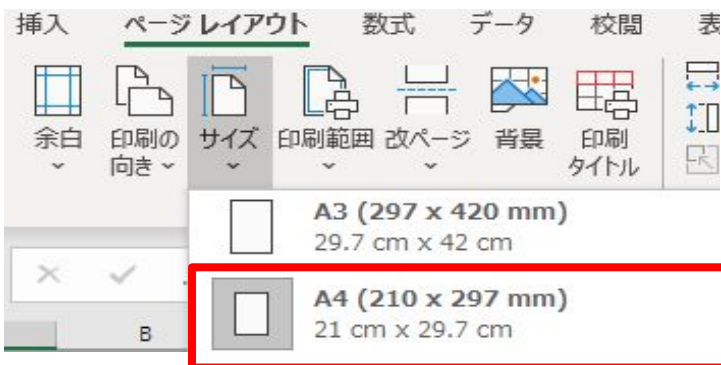 挿入 ページ レイアウト 数式 データ 校閲 表
余白 印刷の サイズ 印刷範囲 改ページ 背景 印刷
向き タイトル
A3 (297 x 420 mm)
29.7 cm x 42 cm
A4 (210 x 297 mm)
21 cm x 29.7 cm
B